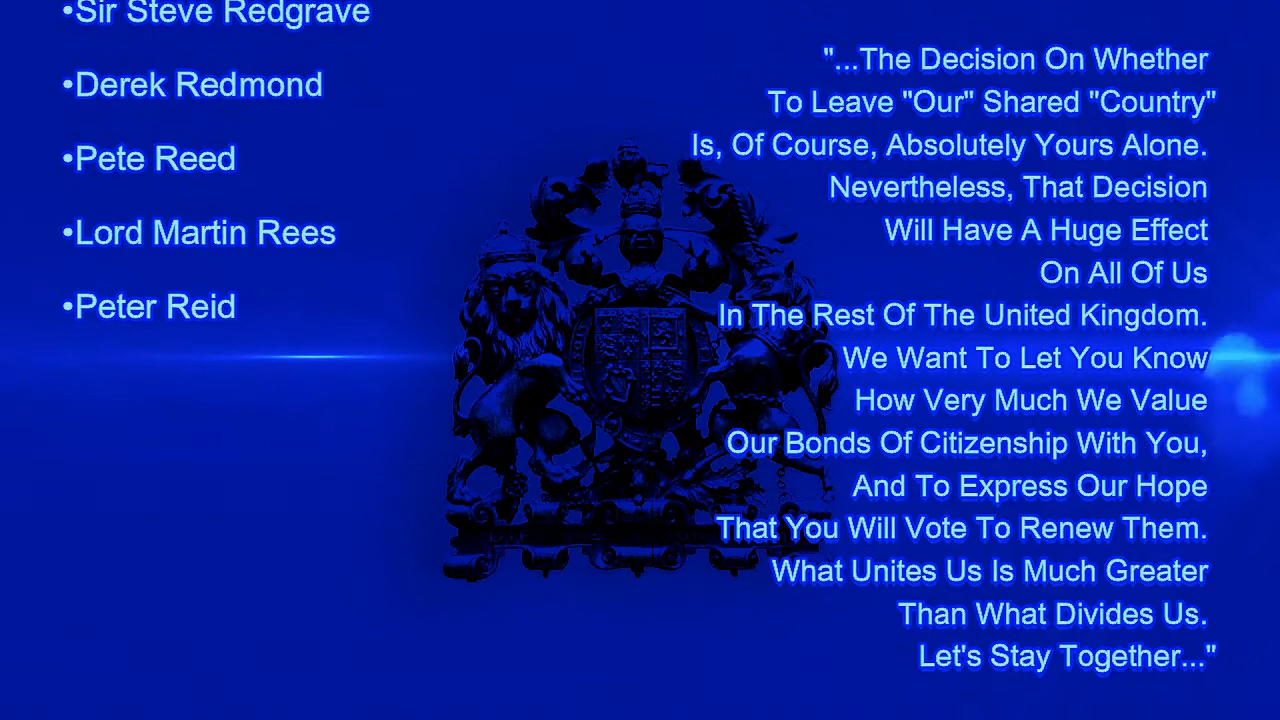 •Sir Steve Redgrave
•Derek Redmond
•Pete Reed
•Lord Martin Rees
•Peter Reid
"...The Decision On Whether
To Leave "Our" Shared "Country"
Is, Of Course, Absolutely Yours Alone.
Nevertheless, That Decision
Will Have A Huge Effect
On All Of Us
In The Rest Of The United Kingdom.
We Want To Let You Know
How Very Much We Value
Our Bonds Of Citizenship With You,
And To Express Our Hope
That You Will Vote To Renew Them.
What Unites Us Is Much Greater
Than What Divides Us.
Let's Stay Together..."